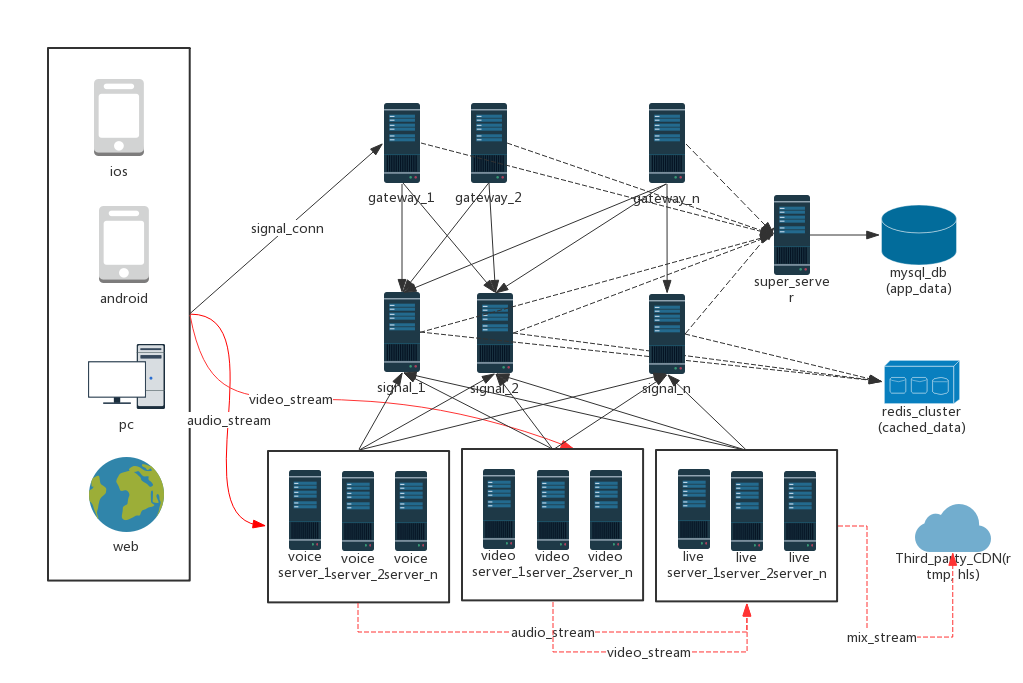 ios
android
pc
web
signal_conn
video_stream
audio_stream
gateway_1
gateway_2
gateway_n
super_serve
r
mysql_db
(app_data)
signal_1
signal_2
signal_n
redis_cluster
(cached_data)
voice
server_1
voice
server_2
voice
server_n
video
server_1
video
server_2
video
server_n
live
server_1
live
server_2
live
server_n
Third_party_CDN(r
tmp, hls)
audio_stream
video_stream
mix_stream